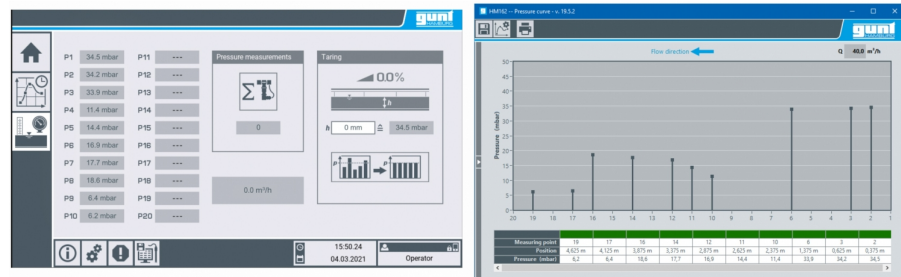 gunt
HAMBURG
P1 34.5 mbar P11 ---
Pressure measurements
Taring
P2 34.2 mbar P12 ---
0.0%
P3 33.9 mbar P13 ---
h
P4 11.4 mbar P14 ---
P5 14.4 mbar P15 ---
0
h 0 mm ≙ 34.5 mbar
P6 16.9 mbar P16 ---
P7 17.7 mbar P17 ---
P P
P8 18.6 mbar P18 ---
0.0 m³/h
P9 6.4 mbar P19 ---
P10 6.2 mbar P20 ---
15:50.24
04.03.2021
Operator
HM162 — Pressure curve - v. 19.5.2
gunt
HAMBURG
Flow direction
Q 40,0 m³/h
Pressure (mbar)
50
45
40
35
30
25
20
15
10
5
0
20 19 18 17 16 15 14 13 12 11 10 9 8 7 6 5 4 3 2 1
Measuring point 19 17 16 14 12 11 10 6 3 2
Position 4,625 m 4,125 m 3,875 m 3,375 m 2,875 m 2,625 m 2,375 m 1,375 m 0,625 m 0,375 m
Pressure (mbar) 6,2 6,4 18,6 17,7 16,9 14,4 11,4 33,9 34,2 34,5